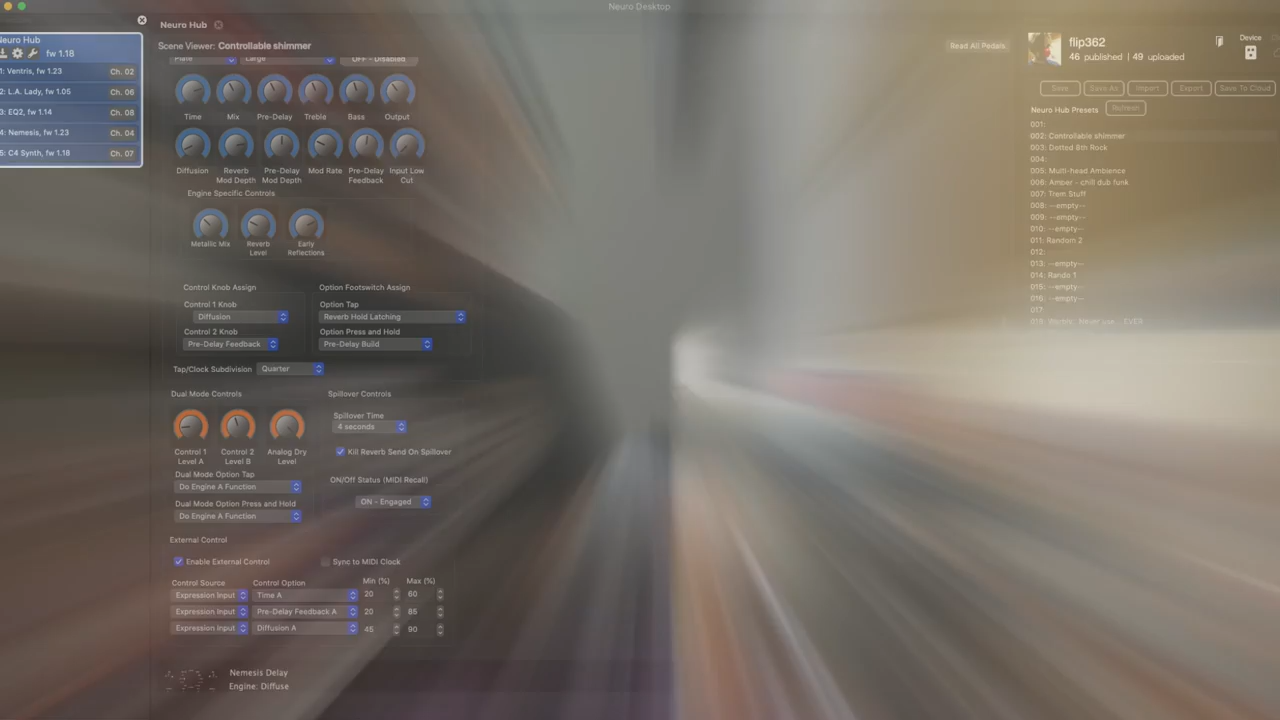 Neuro Desktop
Neuro Hub
fw 1.18
1: Ventris, fw 1.23 Ch. 02
2: L.A. Lady, fw 1.05 Ch. 06
3: EQ2, fw 1.14 Ch. 08
4: Nemesis, fw 1.23 Ch. 04
5: C4 Synth, fw 1.18 Ch. 07
Neuro Hub
Scene Viewer: Controllable shimmer
Plate Large OFF - Disabled
Time Mix Pre-Delay Treble Bass Output
Diffusion Reverb Mod Depth Pre-Delay Mod Depth Mod Rate Pre-Delay Feedback Input Low Cut
Engine Specific Controls
Metallic Mix Reverb Level Early Reflections
Control Knob Assign Option Footswitch Assign
Control 1 Knob Option Tap
Diffusion Reverb Hold Latching
Control 2 Knob Option Press and Hold
Pre-Delay Feedback Pre-Delay Build
Tap/Clock Subdivision Quarter
Dual Mode Controls Spillover Controls
Spillover Time
4 seconds
Control 1 Level A Control 2 Level B Analog Dry Level
Kill Reverb Send On Spillover
Dual Mode Option Tap
Do Engine A Function
ON/Off Status (MIDI Recall)
ON - Engaged
Dual Mode Option Press and Hold
Do Engine A Function
External Control
Enable External Control Sync to MIDI Clock
Control Source Control Option Min (%) Max (%)
Expression Input Time A 20 60
Expression Input Pre-Delay Feedback A 20 85
Expression Input Diffusion A 45 90
Nemesis Delay
Engine: Diffuse
Read All Pedals
flip362
46 published | 49 uploaded
Device
Save Save As Import Export Save To Cloud
Neuro Hub Presets Refresh
001:
002: Controllable shimmer
003: Dotted 8th Rock
004:
005: Multi-head Ambience
006: Amber - chill dub funk
007: Trem Stuff
008: --empty--
009: --empty--
010: --empty--
011: Random 2
012:
013: --empty--
014: Rando 1
015: --empty--
016: --empty--
017: